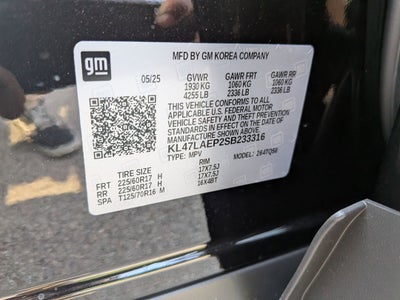 gm
MFD BY GM KOREA COMPANY
05/25 GVWR GAWR FRT GAWR RR
1930 KG 1060 KG 1060 KG
4255 LB 2336 LB 2336 LB
THIS VEHICLE CONFORMS TO ALL
APPLICABLE U.S. FEDERAL MOTOR
VEHICLE SAFETY AND THEFT PREVENTION
STANDARDS IN EFFECT ON THE DATE OF
MANUFACTURE SHOWN ABOVE.
KL47LAEP2SB233316
TYPE: MPV 264TQ58
TIRE SIZE RIM
FRT 225/60R17 H 17X7.5J
RR 225/60R17 H 17X7.5J
SPA T125/70R16 M 16X4BT